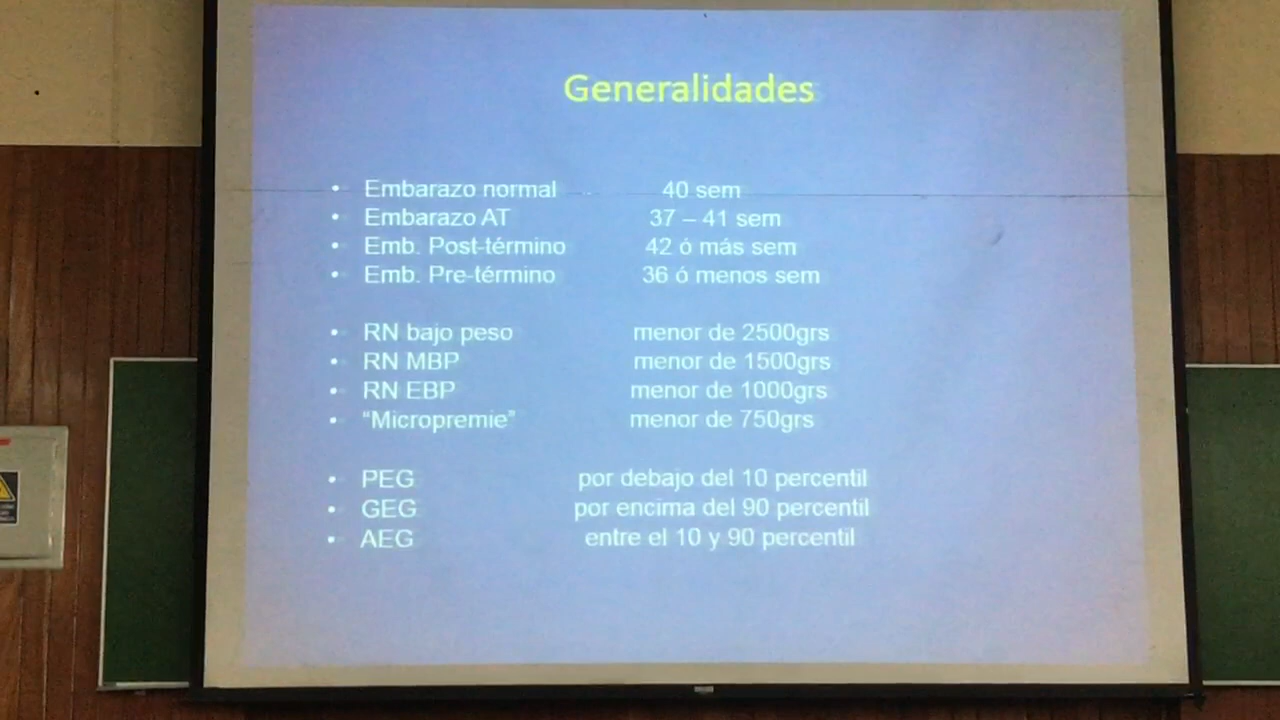 Generalidades
• Embarazo normal 40 sem
• Embarazo AT 37 – 41 sem
• Emb. Post-término 42 ó más sem
• Emb. Pre-término 36 ó menos sem
• RN bajo peso menor de 2500grs
• RN MBP menor de 1500grs
• RN EBP menor de 1000grs
• “Micropremie” menor de 750grs
• PEG por debajo del 10 percentil
• GEG por encima del 90 percentil
• AEG entre el 10 y 90 percentil